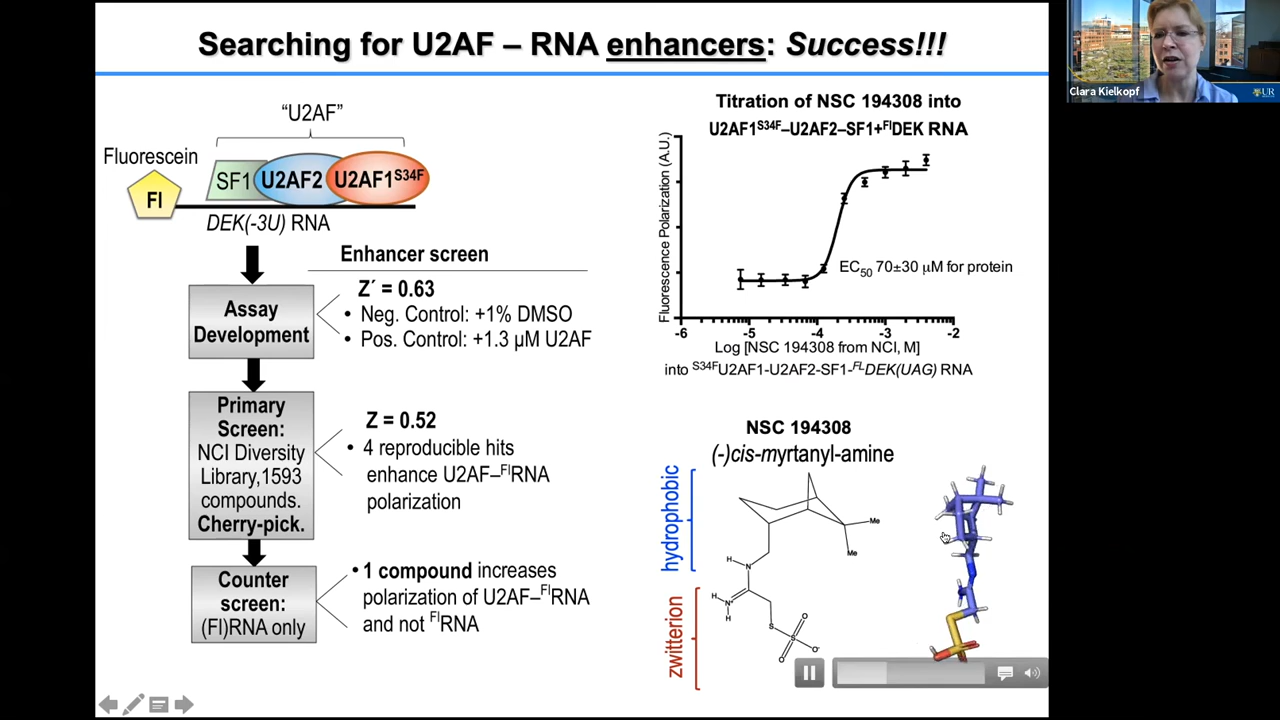 Searching for U2AF – RNA enhancers: Success!!!
Clara Kielkopf
UR
“U2AF”
Fluorescein
Fl
SF1
U2AF2
U2AF1S34F
DEK(-3U) RNA
Enhancer screen
Assay
Development
Z´ = 0.63
• Neg. Control: +1% DMSO
• Pos. Control: +1.3 µM U2AF
Primary
Screen:
NCI Diversity
Library,1593
compounds.
Cherry-pick.
Z = 0.52
• 4 reproducible hits
enhance U2AF–FlRNA
polarization
Counter
screen:
(Fl)RNA only
• 1 compound increases
polarization of U2AF–FlRNA
and not FlRNA
Titration of NSC 194308 into
U2AF1S34F–U2AF2–SF1+FlDEK RNA
Fluorescence Polarization (A.U.)
EC50 70±30 µM for protein
-6 -5 -4 -3 -2
Log [NSC 194308 from NCI, M]
into S34FU2AF1-U2AF2-SF1-FLDEK(UAG) RNA
NSC 194308
(-)cis-myrtanyl-amine
hydrophobic
zwitterion
Me
Me
H
N
H
N+
H
S
O
S
O-
O